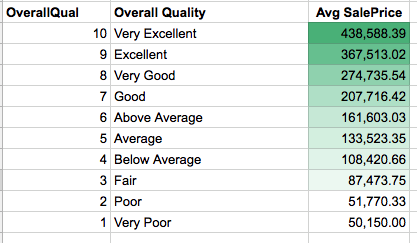 OverallQual Overall Quality Avg SalePrice
10 Very Excellent 438,588.39
9 Excellent 367,513.02
8 Very Good 274,735.54
7 Good 207,716.42
6 Above Average 161,603.03
5 Average 133,523.35
4 Below Average 108,420.66
3 Fair 87,473.75
2 Poor 51,770.33
1 Very Poor 50,150.00